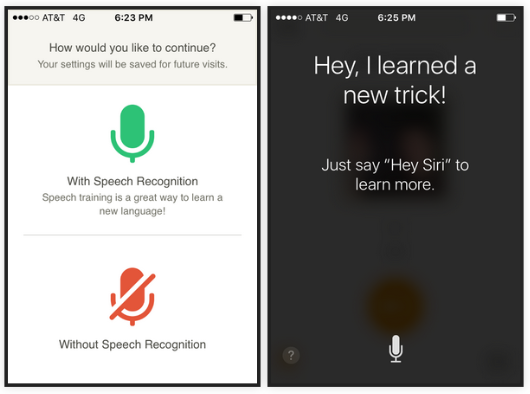 AT&T 4G 6:23 PM
How would you like to continue?
Your settings will be saved for future visits.
With Speech Recognition
Speech training is a great way to learn a
new language!
Without Speech Recognition
AT&T 4G 6:25 PM
Hey, I learned a
new trick!
Just say “Hey Siri” to
learn more.
?